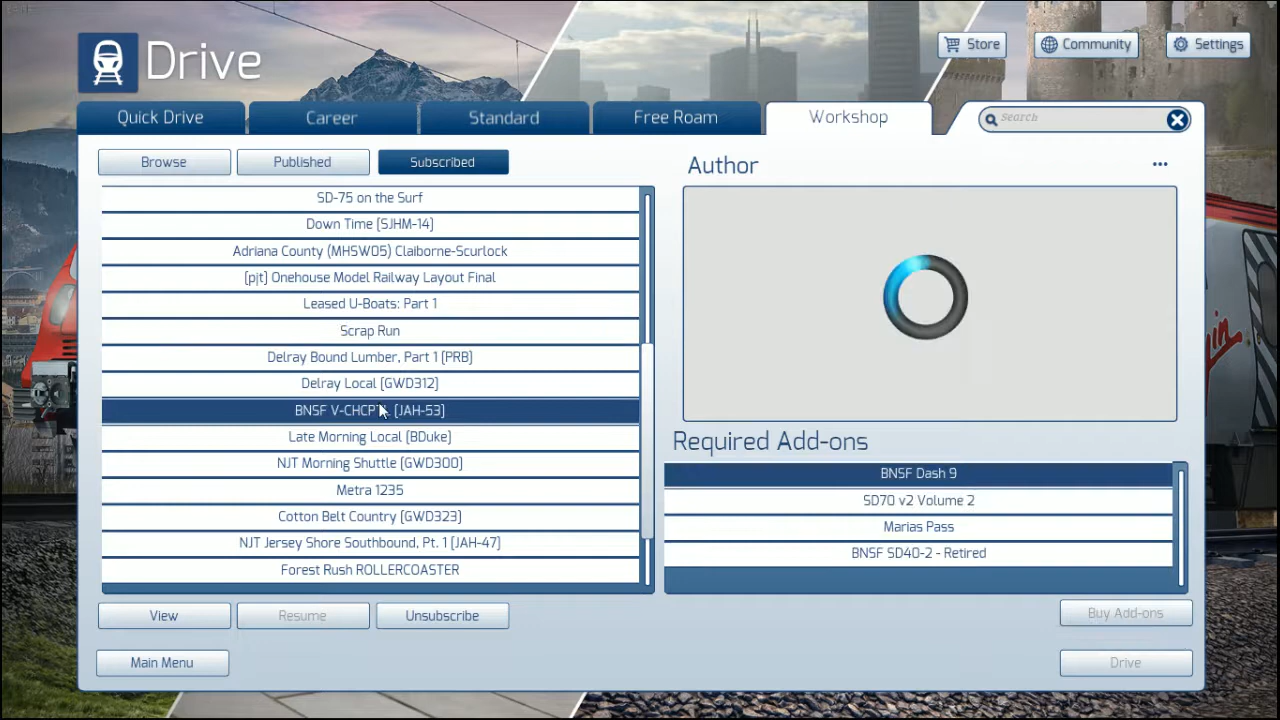 Drive
Store
Community
Settings
Quick Drive
Career
Standard
Free Roam
Workshop
Search
Browse
Published
Subscribed
Author
...
SD-75 on the Surf
Down Time [SJHM-14]
Adriana County (MHSW05) Claiborne-Scurlock
[pjt] Onehouse Model Railway Layout Final
Leased U-Boats: Part 1
Scrap Run
Delray Bound Lumber, Part 1 [PRB]
Delray Local [GWD312]
BNSF [JAH-53]
Late Morning Local [BDuke]
NJT Morning Shuttle [GWD300]
Metra 1235
Cotton Belt Country [GWD323]
NJT Jersey Shore Southbound, Pt. 1 [JAH-47]
Forest Rush ROLLERCOASTER
Required Add-ons
BNSF Dash 9
SD70 v2 Volume 2
Marias Pass
BNSF SD40-2 - Retired
View
Resume
Unsubscribe
Buy Add-ons
Main Menu
Drive